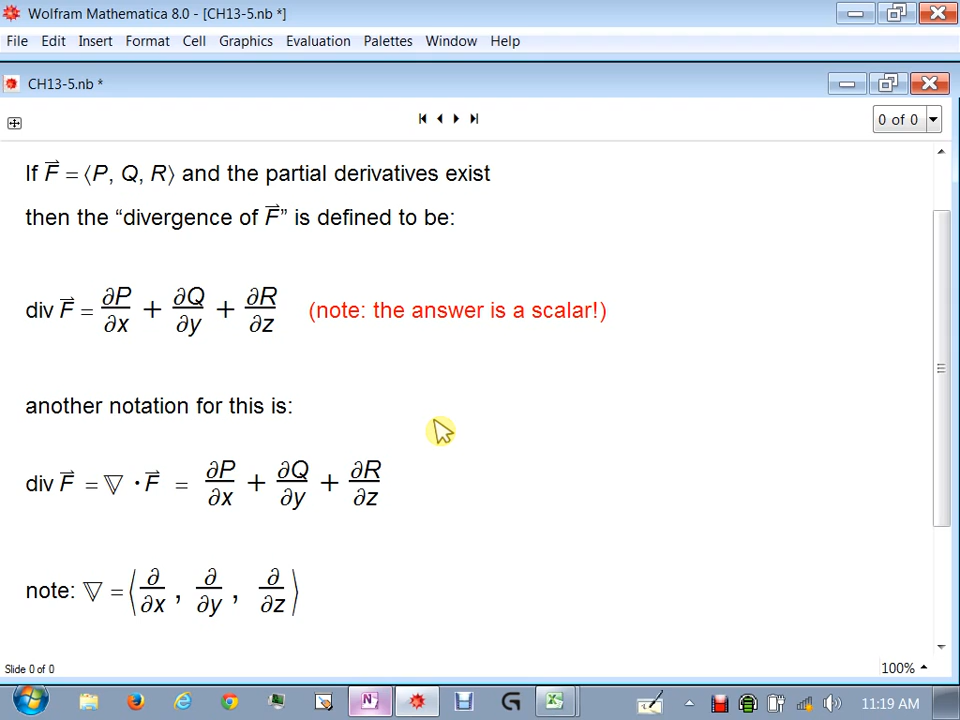 Wolfram Mathematica 8.0 - [CH13-5.nb *]
File Edit Insert Format Cell Graphics Evaluation Palettes Window Help
CH13-5.nb *
0 of 0
If F⃗ = ⟨P, Q, R⟩ and the partial derivatives exist
then the “divergence of F⃗” is defined to be:
div F⃗ = ∂P/∂x + ∂Q/∂y + ∂R/∂z (note: the answer is a scalar!)
another notation for this is:
div F⃗ = ∇ · F⃗ = ∂P/∂x + ∂Q/∂y + ∂R/∂z
note: ∇ = ⟨∂/∂x, ∂/∂y, ∂/∂z⟩
Slide 0 of 0
100%
11:19 AM